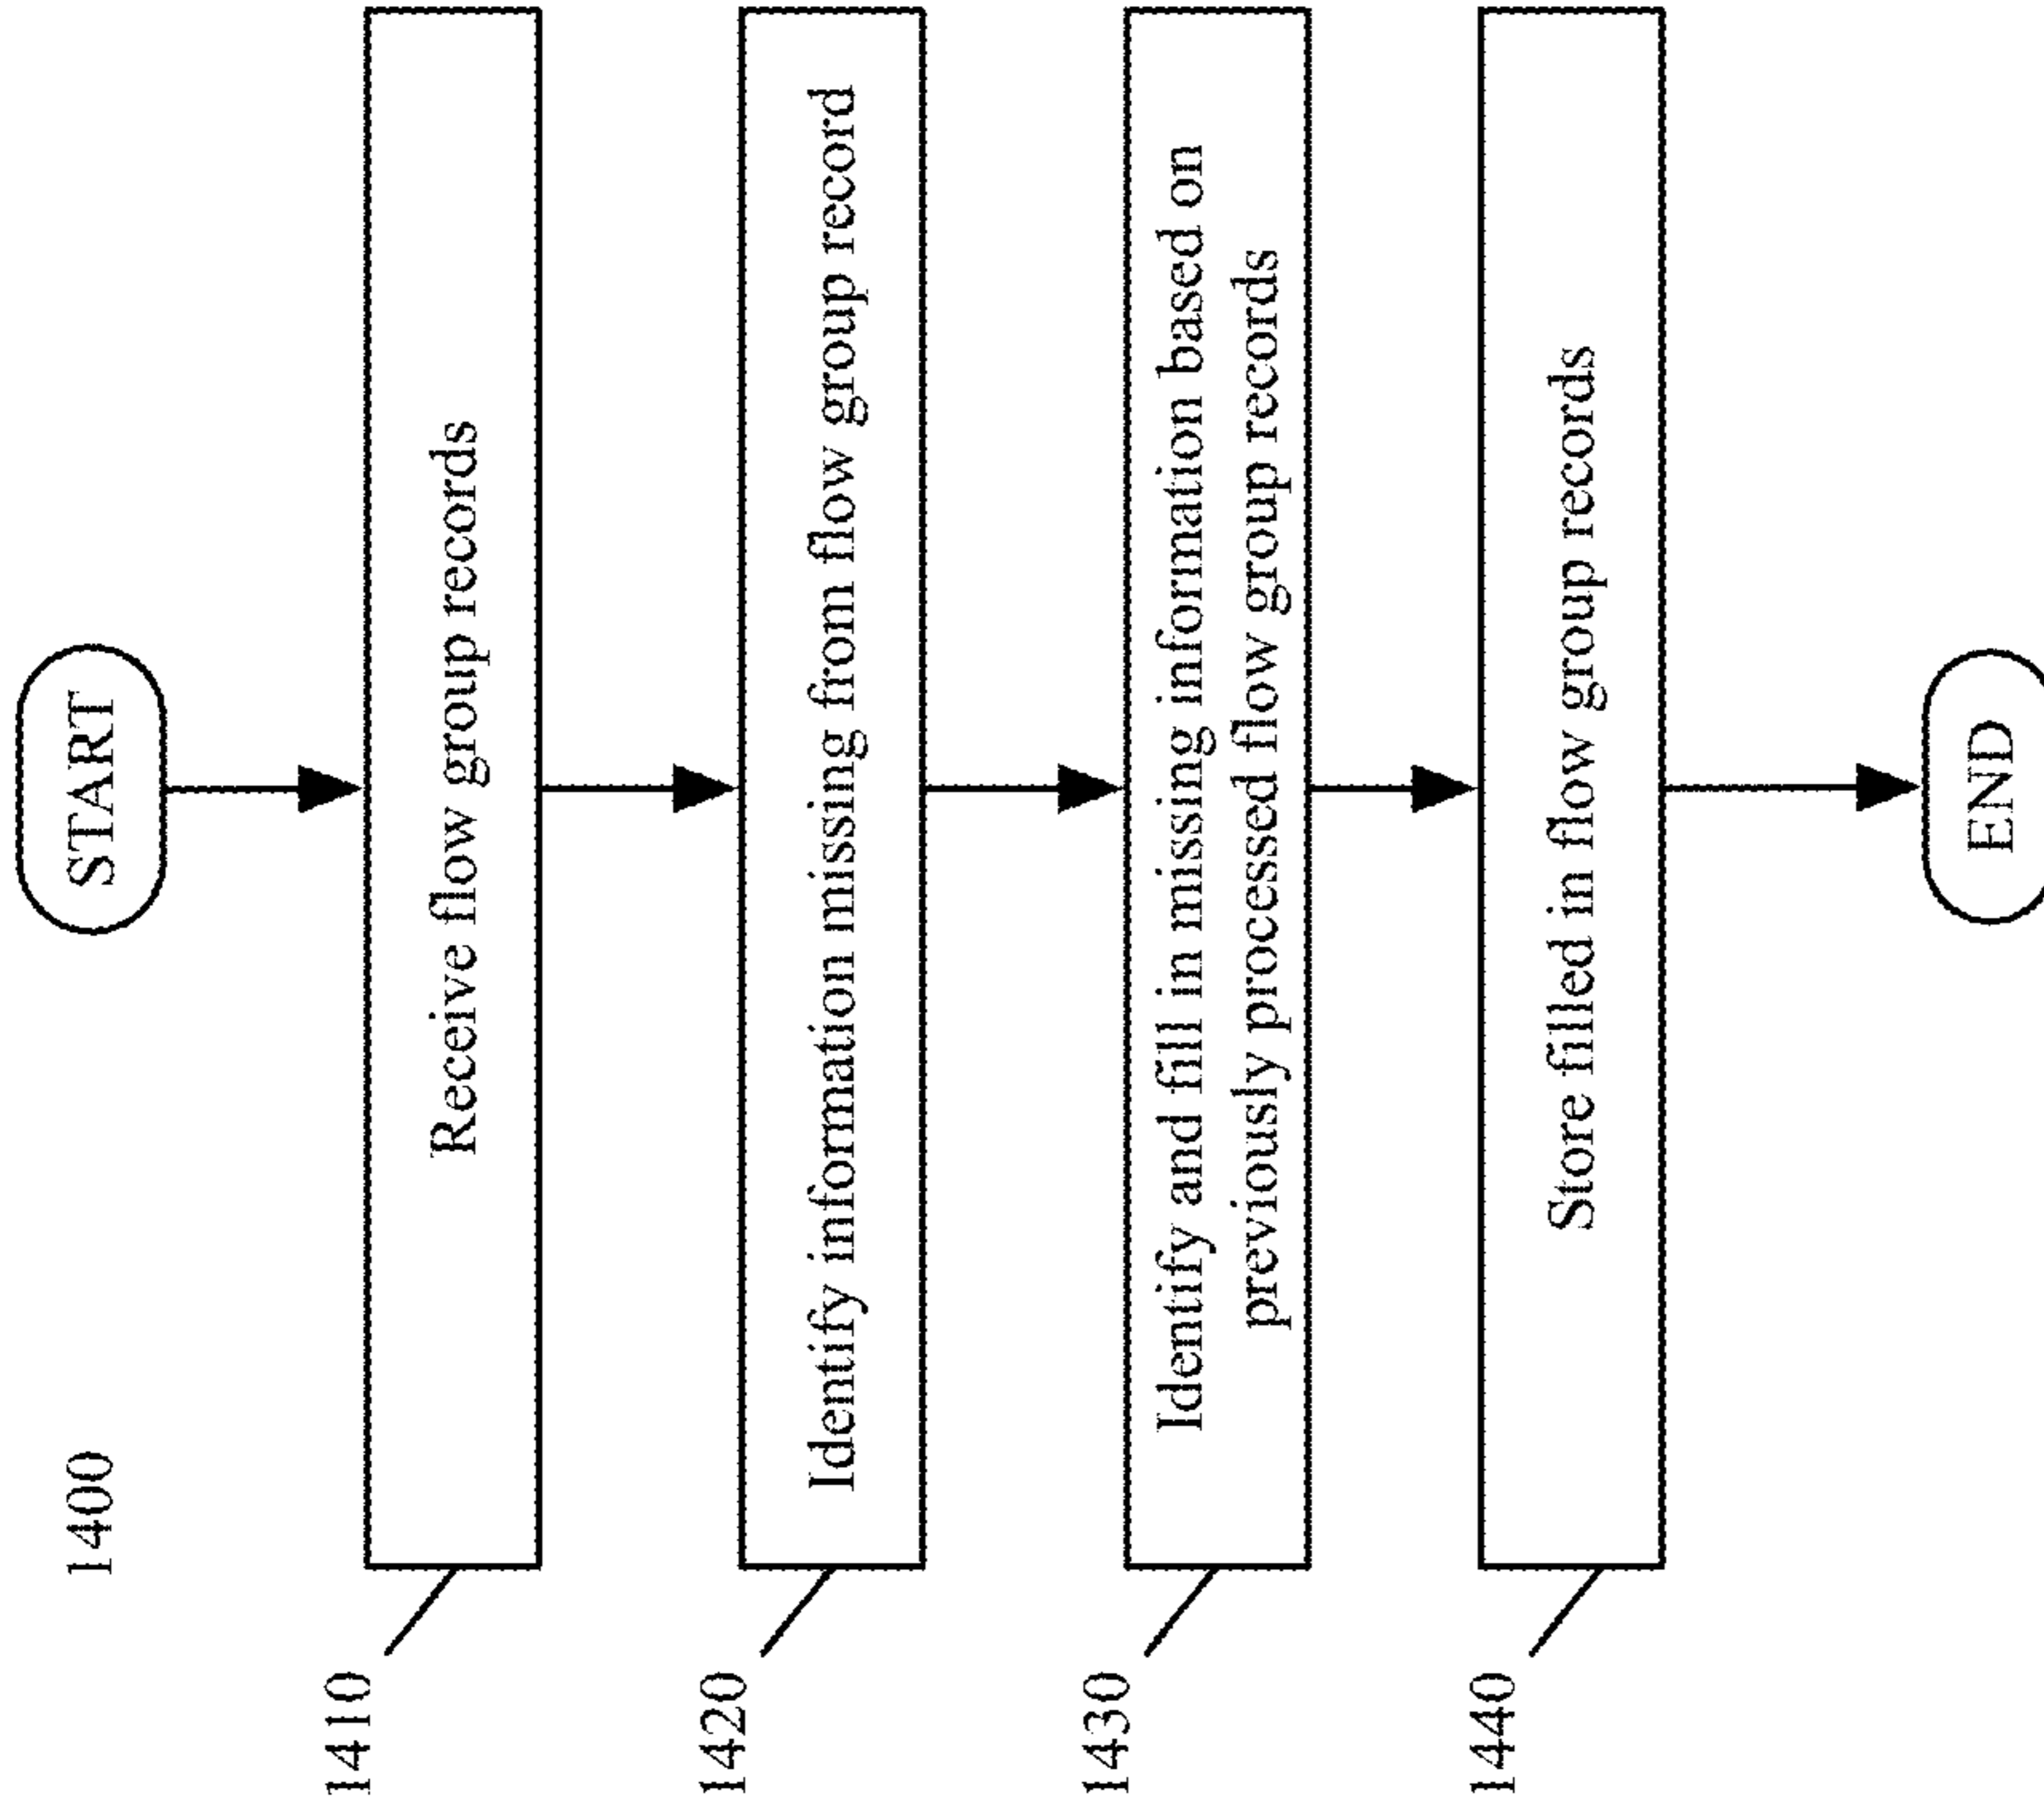 1400
START
1410
Receive flow group records
1420
Identify information missing from flow group record
1430
Identify and fill in missing information based on
previously processed flow group records
1440
Store filled in flow group records
END